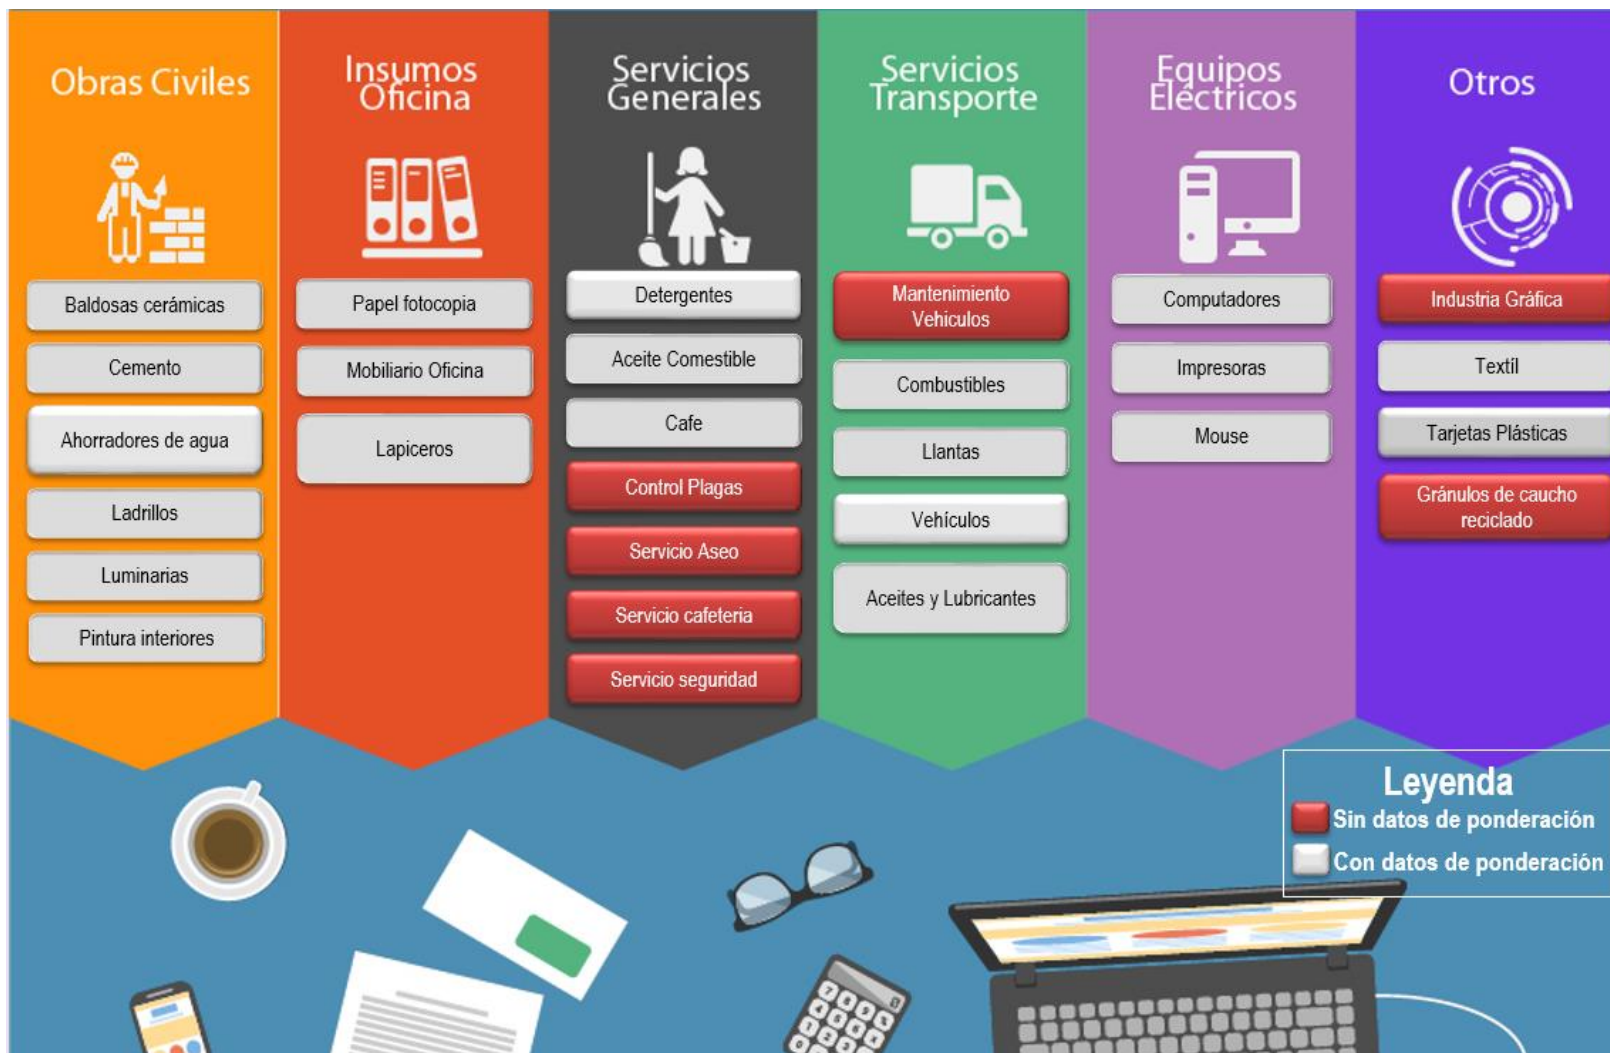 Obras Civiles
Baldosas cerámicas
Cemento
Ahorradores de agua
Ladrillos
Luminarias
Pintura interiores
Insumos
Oficina
Papel fotocopia
Mobiliario Oficina
Lapiceros
Servicios
Generales
Detergentes
Aceite Comestible
Cafe
Control Plagas
Servicio Aseo
Servicio cafeteria
Servicio seguridad
Servicios
Transporte
Mantenimiento
Vehiculos
Combustibles
Llantas
Vehículos
Aceites y Lubricantes
Equipos
Eléctricos
Computadores
Impresoras
Mouse
Otros
Industria Gráfica
Textíl
Tarjetas Plásticas
Gránulos de caucho
reciclado
Leyenda
Sin datos de ponderación
Con datos de ponderación